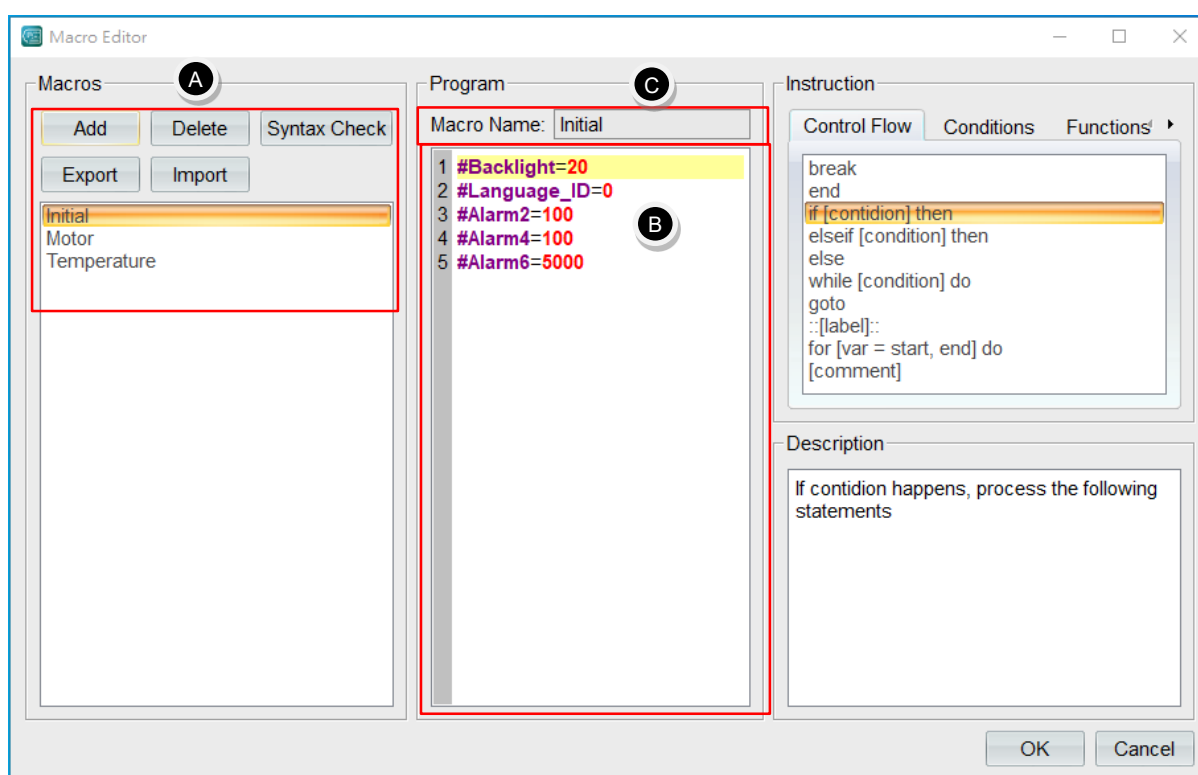 Macro Editor
Macros
A
Add
Delete
Syntax Check
Export
Import
Initial
Motor
Temperature
Program
C
Macro Name: Initial
1 #Backlight=20
2 #Language_ID=0
3 #Alarm2=100
4 #Alarm4=100
5 #Alarm6=5000
B
Instruction
Control Flow
Conditions
Functions
break
end
if [contidion] then
elseif [condition] then
else
while [condition] do
goto
::[label]::
for [var = start, end] do
[comment]
Description
If contidion happens, process the following
statements
OK
Cancel